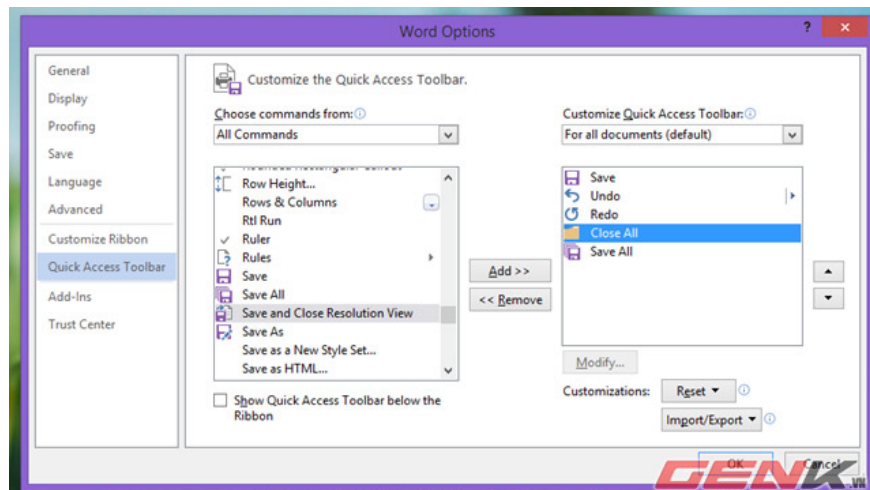 Word Options
?
General
Display
Proofing
Save
Language
Advanced
Customize Ribbon
Quick Access Toolbar
Add-Ins
Trust Center
Customize the Quick Access Toolbar.
Choose commands from:
All Commands
Rounded Rectangular Callout
Row Height...
Rows & Columns
Rtl Run
Ruler
Rules
Save
Save All
Save and Close Resolution View
Save As
Save as a New Style Set...
Save as HTML...
Show Quick Access Toolbar below the
Ribbon
Add >>
<< Remove
Customize Quick Access Toolbar:
For all documents (default)
Save
Undo
Redo
Close All
Save All
Modify...
Customizations:
Reset
Import/Export
OK
Cancel
GENK.VN